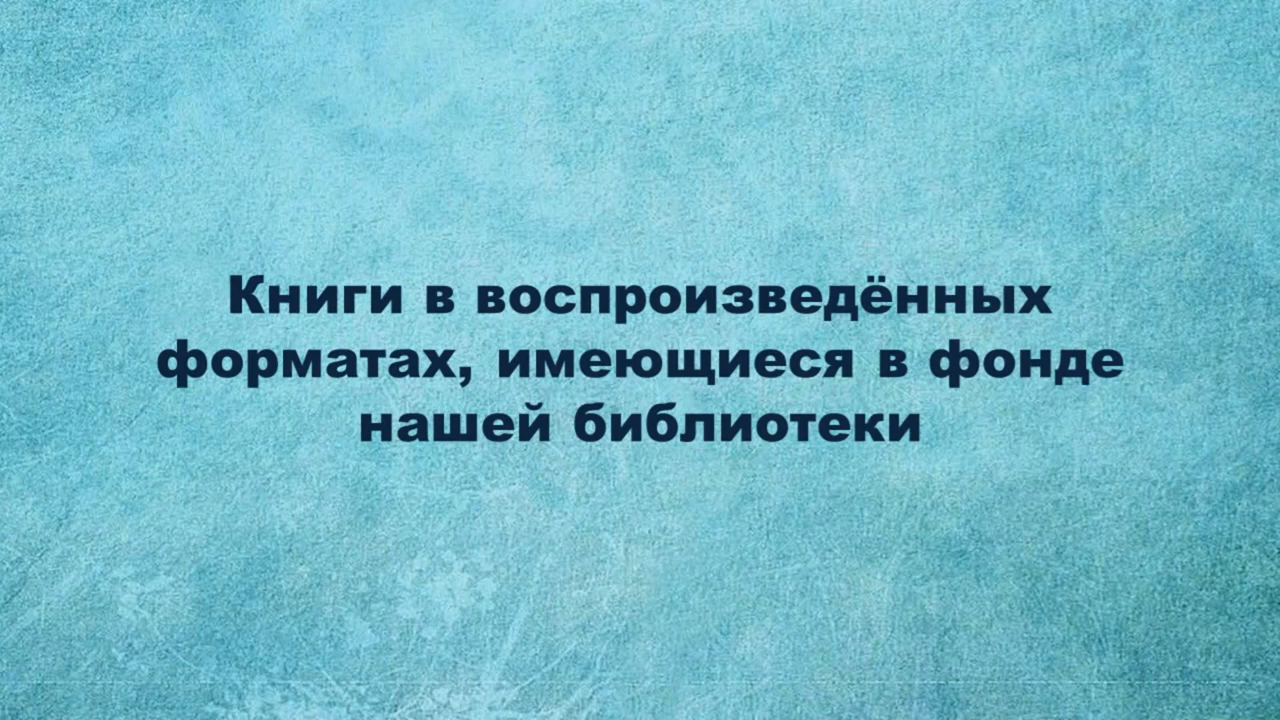 Книги в воспроизведённых
форматах, имеющиеся в фонде
нашей библиотеки